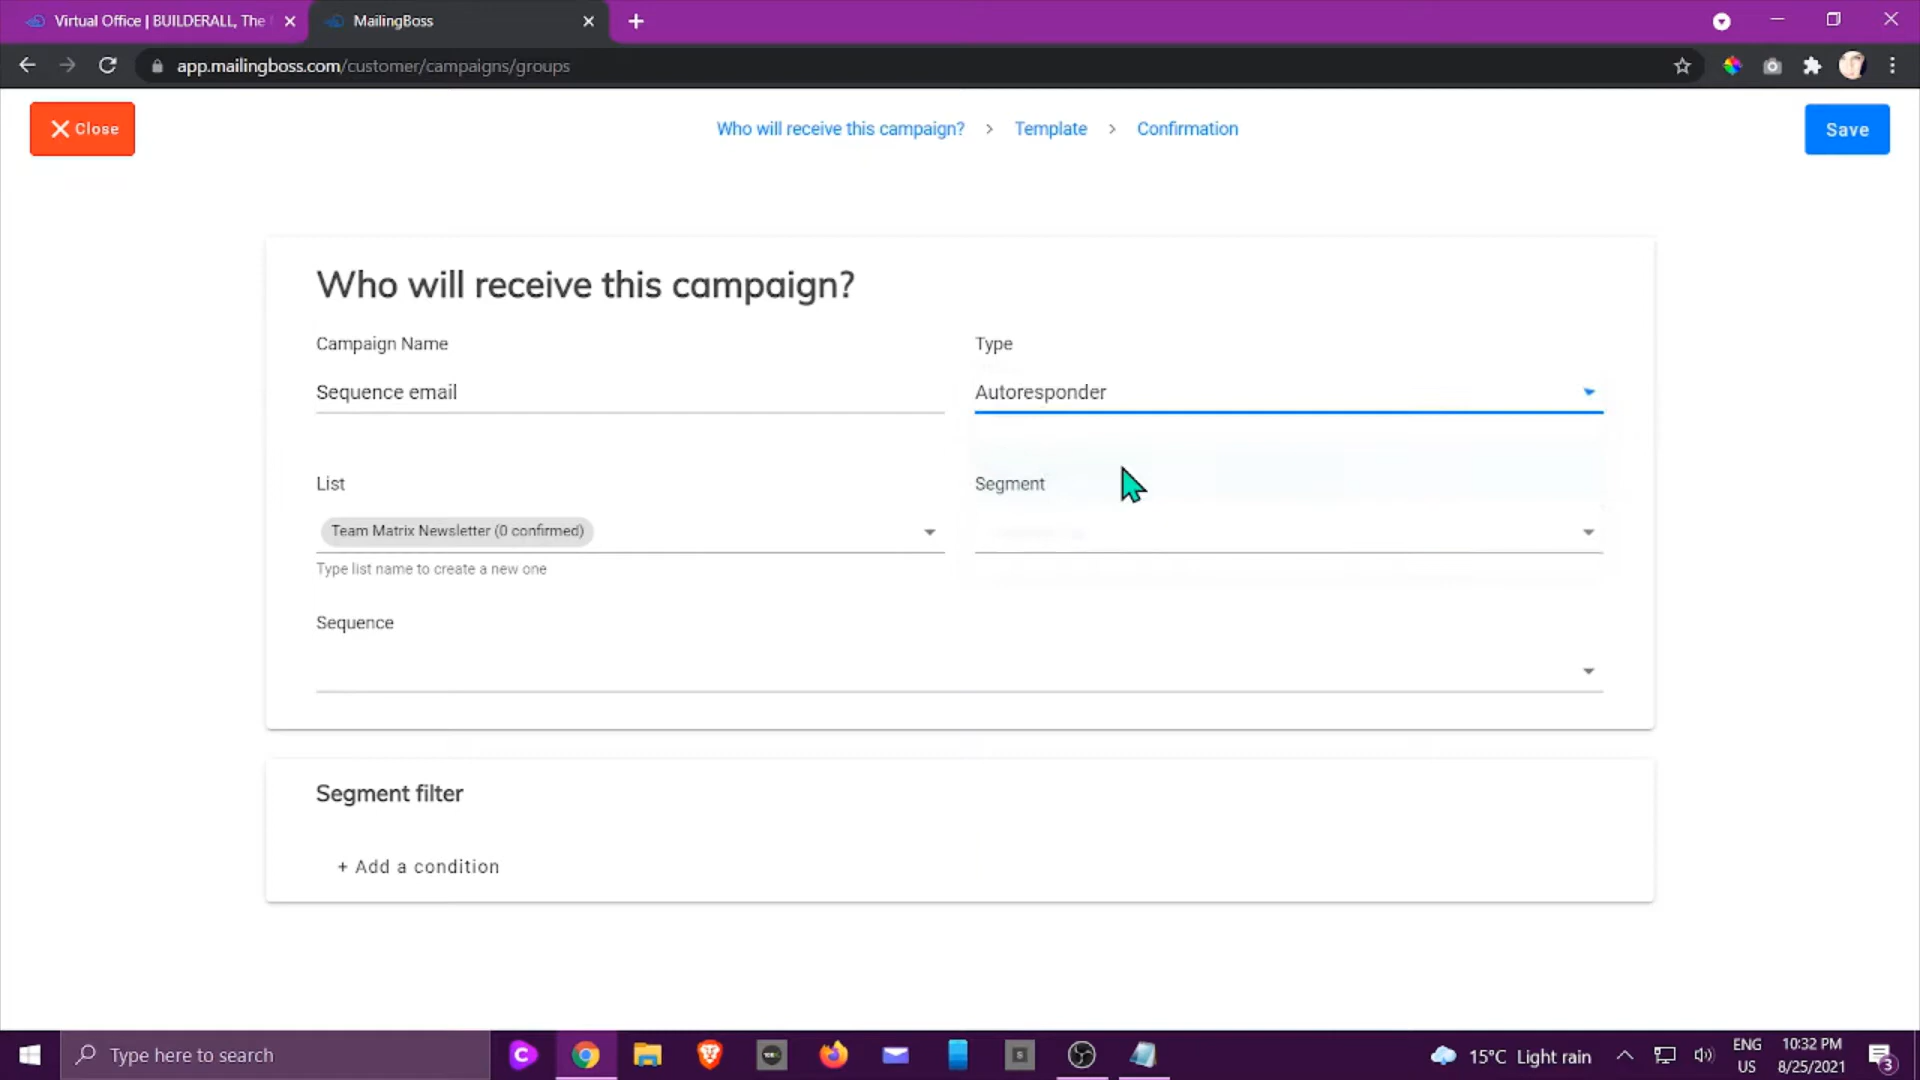 Virtual Office | BUILDERALL, The
MailingBoss
app.mailingboss.com/customer/campaigns/groups
Close
Who will receive this campaign? > Template > Confirmation
Save
Who will receive this campaign?
Campaign Name
Type
Sequence email
Autoresponder
List
Segment
Team Matrix Newsletter (0 confirmed)
Type list name to create a new one
Sequence
Segment filter
+ Add a condition
Type here to search
15°C Light rain
ENG
US
10:32 PM
8/25/2021
3